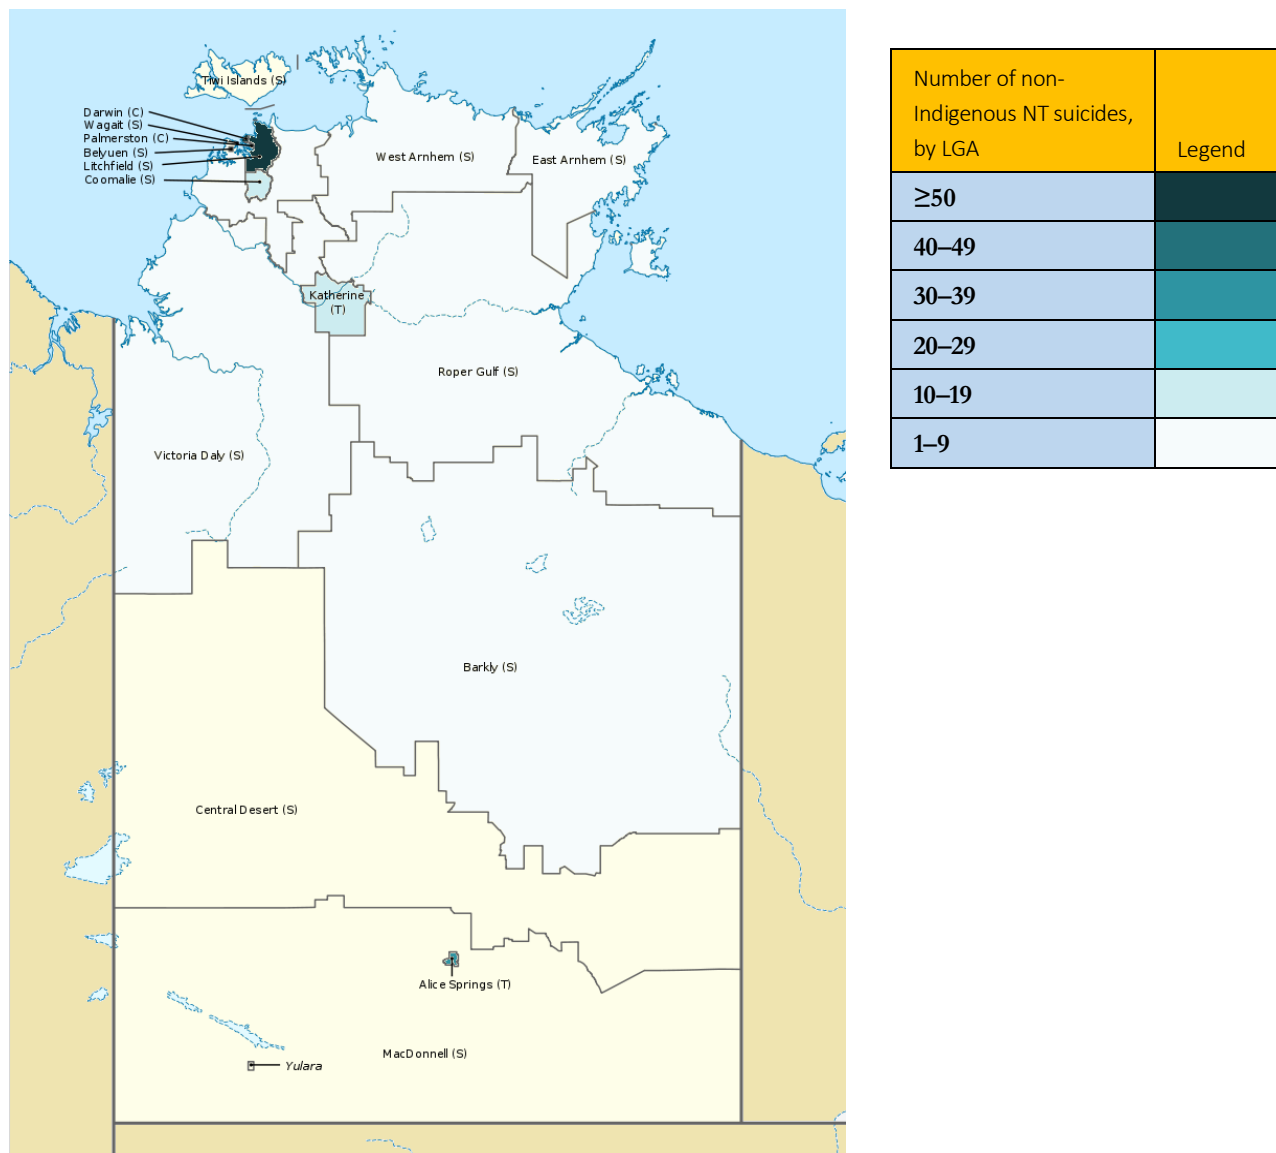 Tiwi Islands (S)
Darwin (C)
Wagait (S)
Palmerston (C)
Belyuen (S)
Litchfield (S)
Coomalie (S)
West Arnhem (S)
East Arnhem (S)
Katherine
(T)
Roper Gulf (S)
Victoria Daly (S)
Barkly (S)
Central Desert (S)
Alice Springs (T)
MacDonnell (S)
Yulara
Number of non-
Indigenous NT suicides,
by LGA
Legend
≥50
40–49
30–39
20–29
10–19
1–9